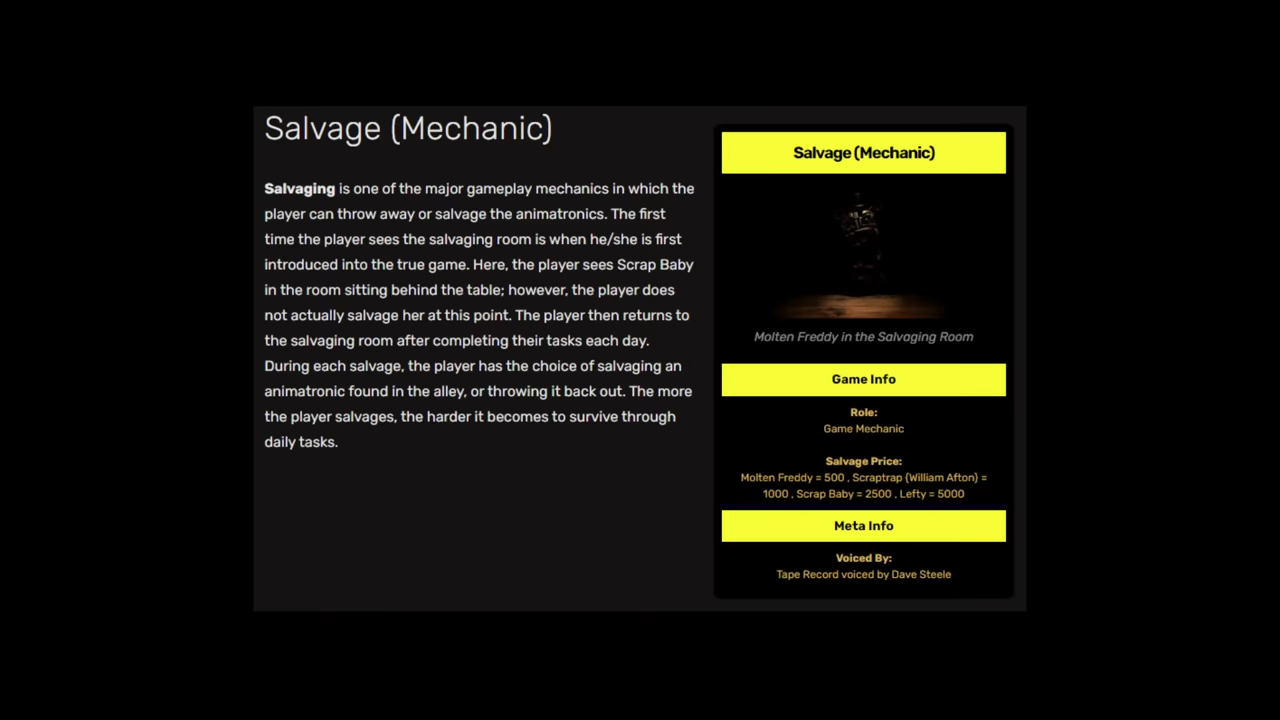 Salvage (Mechanic)
Salvaging is one of the major gameplay mechanics in which the
player can throw away or salvage the animatronics. The first
time the player sees the salvaging room is when he/she is first
introduced into the true game. Here, the player sees Scrap Baby
in the room sitting behind the table; however, the player does
not actually salvage her at this point. The player then returns to
the salvaging room after completing their tasks each day.
During each salvage, the player has the choice of salvaging an
animatronic found in the alley, or throwing it back out. The more
the player salvages, the harder it becomes to survive through
daily tasks.
Salvage (Mechanic)
Molten Freddy in the Salvaging Room
Game Info
Role:
Game Mechanic
Salvage Price:
Molten Freddy = 500 , Scraptrap (William Afton) =
1000 , Scrap Baby = 2500 , Lefty = 5000
Meta Info
Voiced By:
Tape Record voiced by Dave Steele